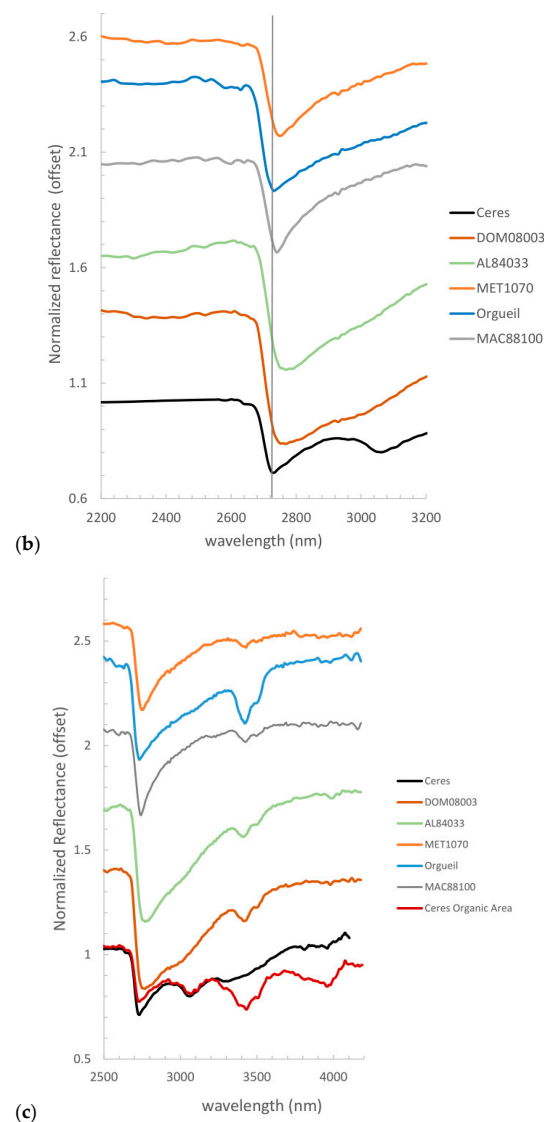 2.6
2.1
1.6
1.1
0.6
Normalized reflectance (offset)
2200 2400 2600 2800 3000 3200
wavelength (nm)
Ceres
DOM08003
AL84033
MET1070
Orgueil
MAC88100
(b)
2.5
2
1.5
1
0.5
Normalized Reflectance (offset)
2500 3000 3500 4000
wavelength (nm)
Ceres
DOM08003
AL84033
MET1070
Orgueil
MAC88100
Ceres Organic Area
(c)